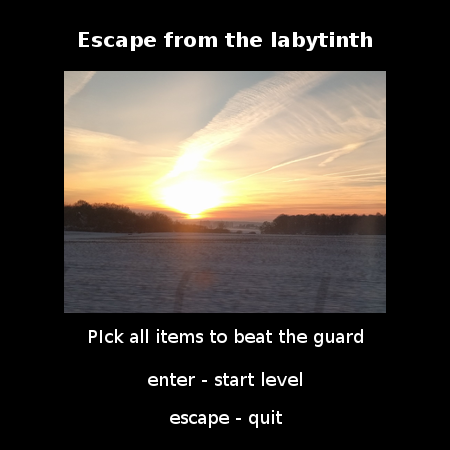 Escape from the labytinth
PIck all items to beat the guard
enter - start level
escape - quit